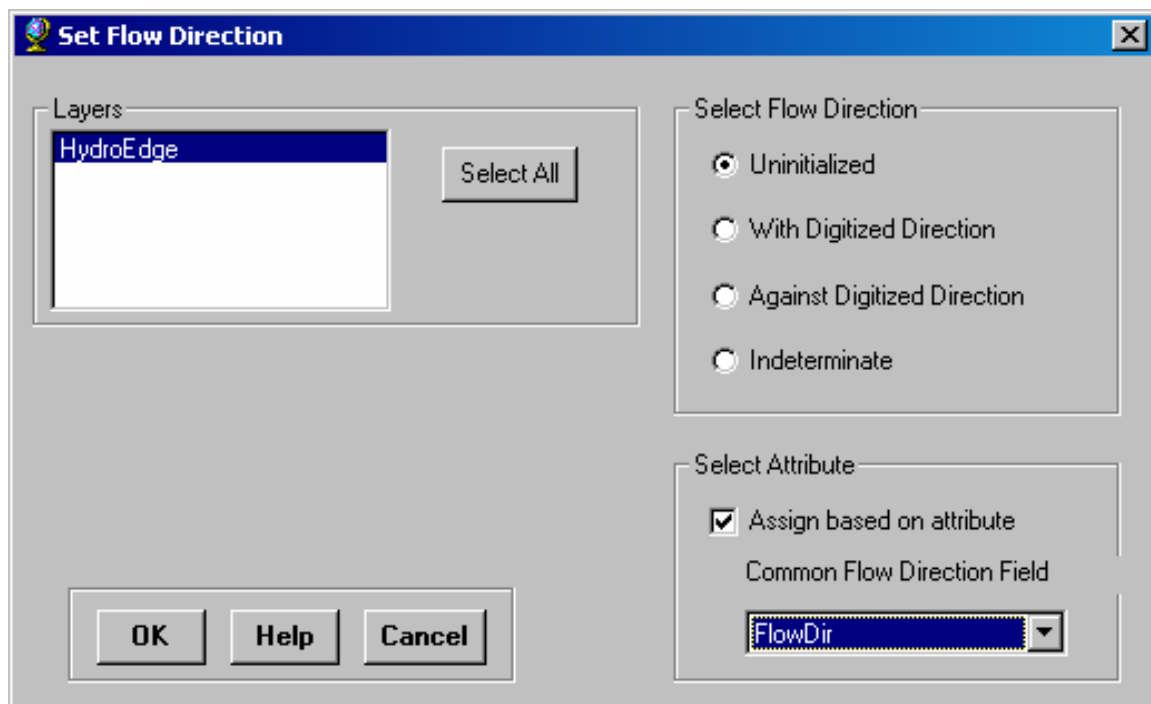 Set Flow Direction
Layers
HydroEdge
Select All
Select Flow Direction
Uninitialized
With Digitized Direction
Against Digitized Direction
Indeterminate
Select Attribute
Assign based on attribute
Common Flow Direction Field
FlowDir
OK Help Cancel